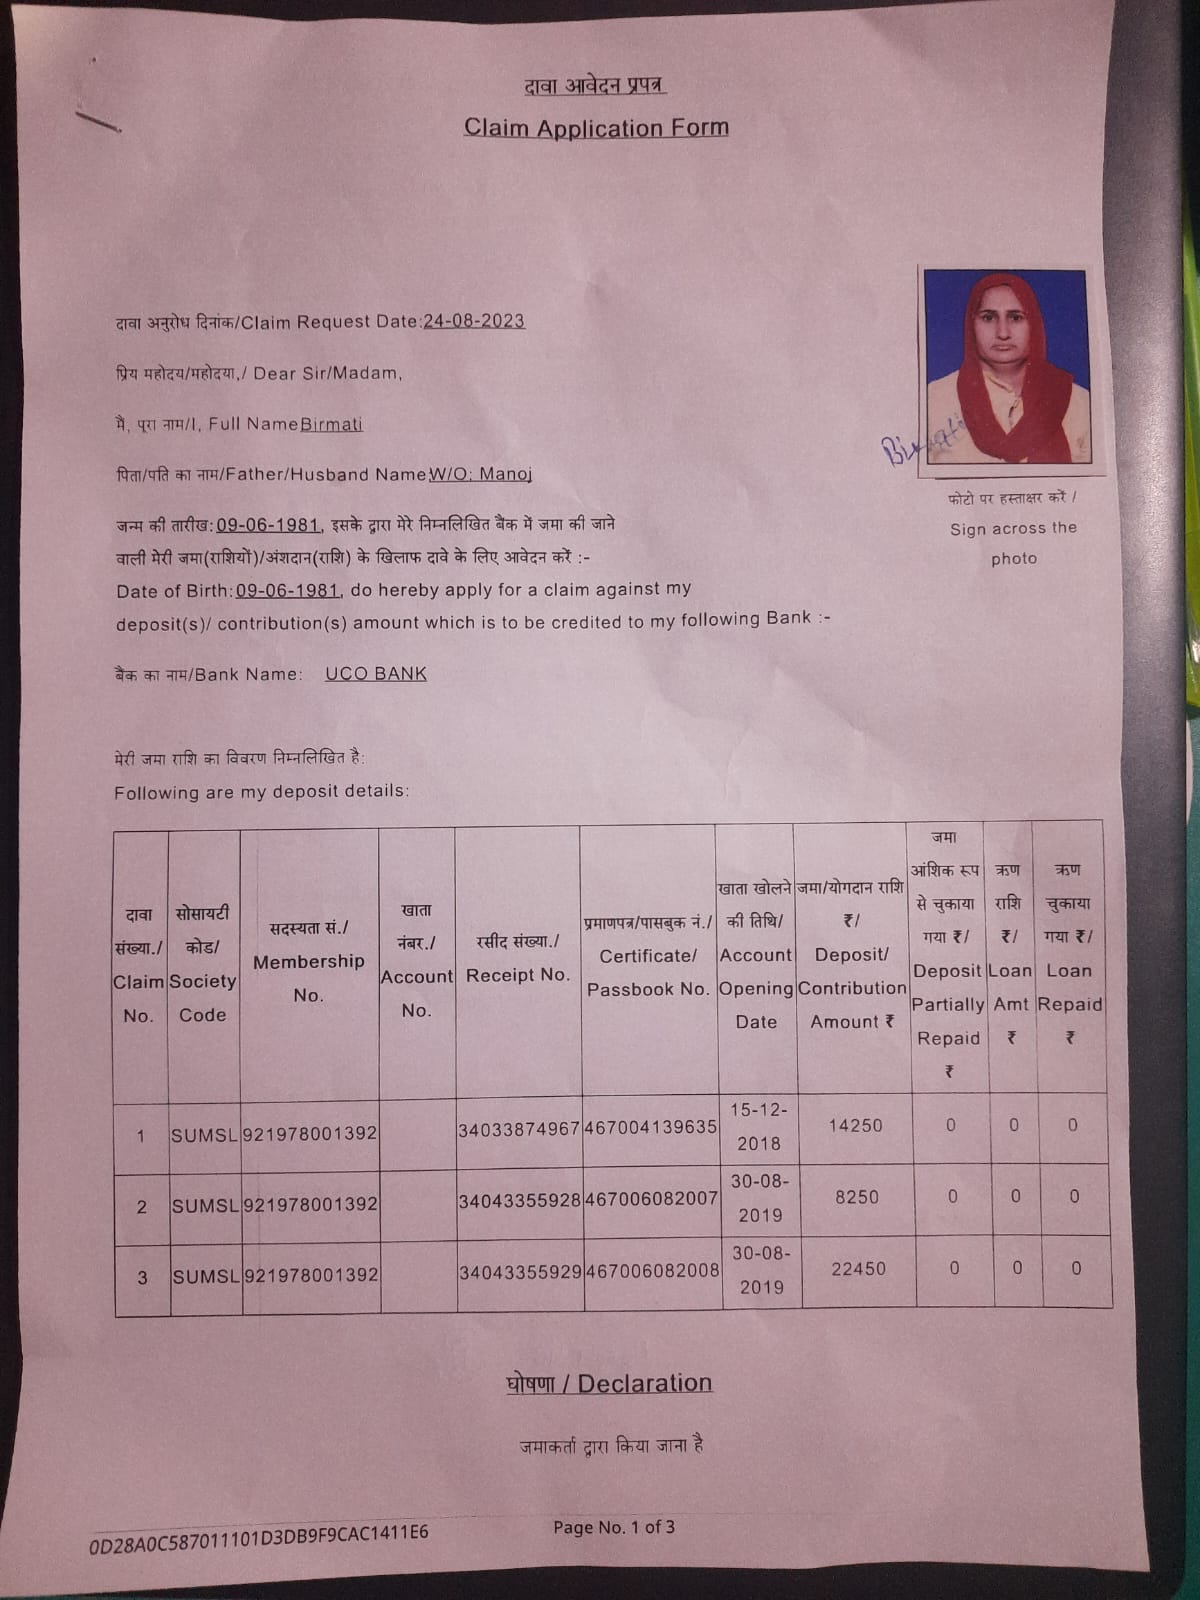 दावा आवेदन प्रपत्र
Claim Application Form
दावा अनुरोध दिनांक/Claim Request Date:24-08-2023
प्रिय महोदय/महोदया,/ Dear Sir/Madam,
मैं, पूरा नाम/I, Full NameBirmati
पिता/पति का नाम/Father/Husband Name:W/O: Manoj
Birmati
फोटो पर हस्ताक्षर करें /
Sign across the
photo
जन्म की तारीख:09-06-1981, इसके द्वारा मेरे निम्नलिखित बैंक में जमा की जाने
वाली मेरी जमा(राशियों)/अंशदान(राशि) के खिलाफ दावे के लिए आवेदन करें :-
Date of Birth:09-06-1981, do hereby apply for a claim against my
deposit(s)/ contribution(s) amount which is to be credited to my following Bank :-
बैंक का नाम/Bank Name: UCO BANK
मेरी जमा राशि का विवरण निम्नलिखित है:
Following are my deposit details:
दावा संख्या./ Claim No. सोसायटी कोड/ Society Code सदस्यता सं./ Membership No. खाता नंबर./ Account No. रसीद संख्या./ Receipt No. प्रमाणपत्र/पासबुक नं./ Certificate/ Passbook No. खाता खोलने की तिथि/ Account Opening Date जमा/योगदान राशि ₹/ Deposit/ Contribution Amount ₹ जमा आंशिक रूप से चुकाया गया ₹/ Deposit Partially Repaid ₹ ऋण राशि ₹/ Loan Amt ₹ ऋण चुकाया गया ₹/ Loan Repaid ₹
1 SUMSL 921978001392 34033874967 467004139635 15-12-2018 14250 0 0 0
2 SUMSL 921978001392 34043355928 467006082007 30-08-2019 8250 0 0 0
3 SUMSL 921978001392 34043355929 467006082008 30-08-2019 22450 0 0 0
घोषणा / Declaration
जमाकर्ता द्वारा किया जाना है
0D28A0C587011101D3DB9F9CAC1411E6
Page No. 1 of 3